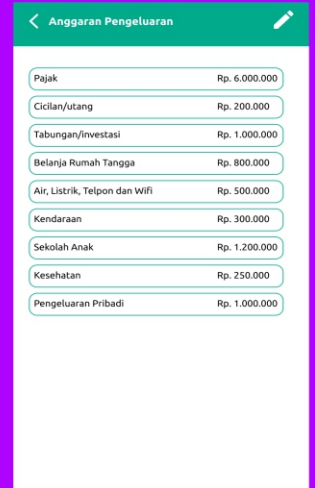 Anggaran Pengeluaran
Pajak Rp. 6.000.000
Cicilan/utang Rp. 200.000
Tabungan/investasi Rp. 1.000.000
Belanja Rumah Tangga Rp. 800.000
Air, Listrik, Telpon dan Wifi Rp. 500.000
Kendaraan Rp. 300.000
Sekolah Anak Rp. 1.200.000
Kesehatan Rp. 250.000
Pengeluaran Pribadi Rp. 1.000.000